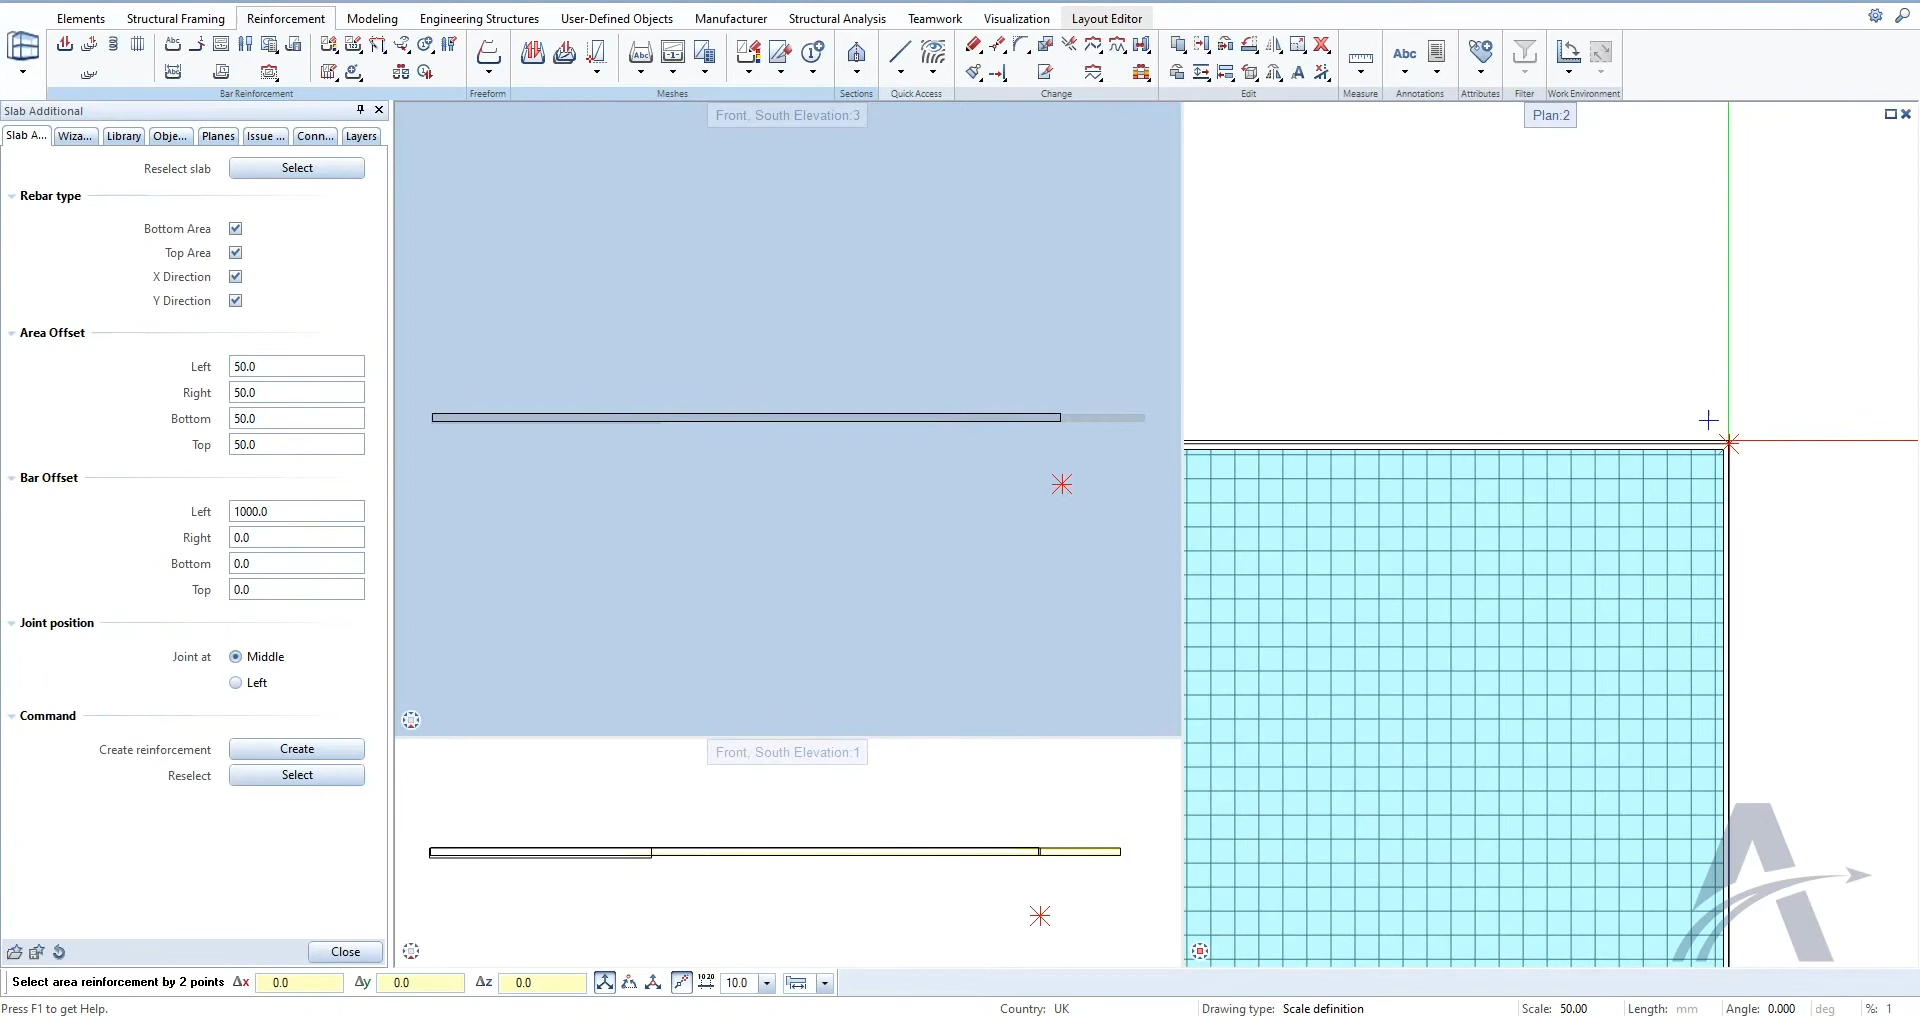 Elements Structural Framing Reinforcement Modeling Engineering Structures User-Defined Objects Manufacturer Structural Analysis Teamwork Visualization Layout Editor
Bar Reinforcement Freeform Meshes Sections Quick Access Change Edit Measure Annotations Attributes Filter Work Environment
Slab Additional
Slab A... Wiza... Library Obje... Planes Issue ... Conn... Layers
Reselect slab Select
Rebar type
Bottom Area
Top Area
X Direction
Y Direction
Area Offset
Left 50.0
Right 50.0
Bottom 50.0
Top 50.0
Bar Offset
Left 1000.0
Right 0.0
Bottom 0.0
Top 0.0
Joint position
Joint at Middle
Left
Command
Create reinforcement Create
Reselect Select
Close
Front, South Elevation:3
Front, South Elevation:1
Plan:2
Select area reinforcement by 2 points Δx 0.0 Δy 0.0 Δz 0.0 10.0
Press F1 to get Help. Country: UK Drawing type: Scale definition Scale: 50.00 Length: mm Angle: 0.000 deg %: 1